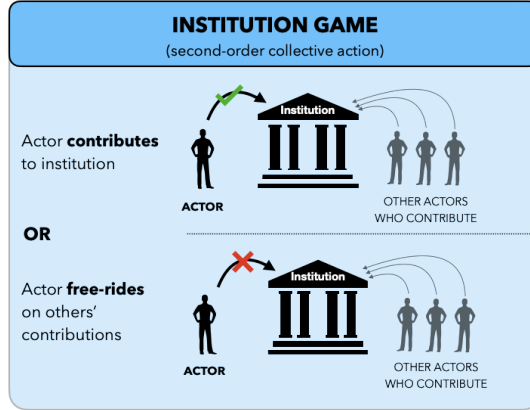 INSTITUTION GAME
(second-order collective action)
Actor contributes
to institution
Institution
ACTOR
OTHER ACTORS
WHO CONTRIBUTE
OR
Actor free-rides
on others’
contributions
Institution
ACTOR
OTHER ACTORS
WHO CONTRIBUTE